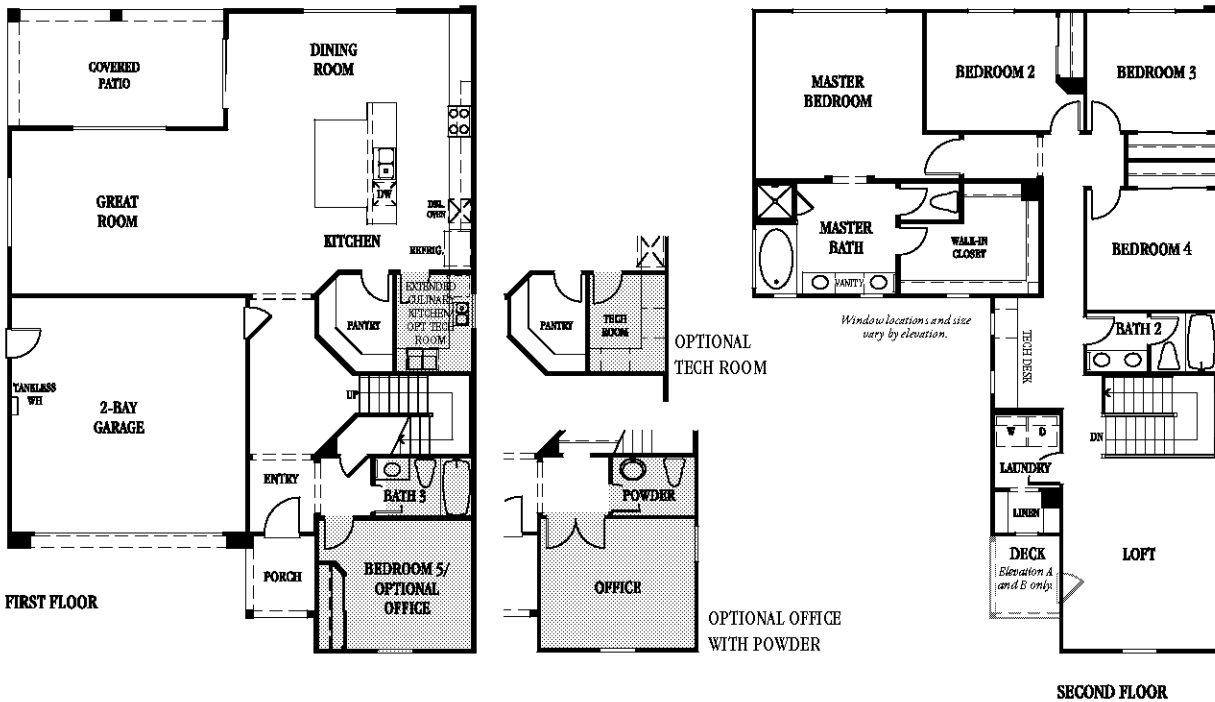 COVERED
PATIO
DINING
ROOM
GREAT
ROOM
KITCHEN
DW
DBL.
OVEN
REFRIG.
PANTRY
EXTENDED
CULINARY
KITCHEN/
OPT TECH
ROOM
TANKLESS
WH
2-BAY
GARAGE
UP
ENTRY
BATH 3
PORCH
BEDROOM 5/
OPTIONAL
OFFICE
FIRST FLOOR
PANTRY
TECH
ROOM
OPTIONAL
TECH ROOM
POWDER
OFFICE
OPTIONAL OFFICE
WITH POWDER
MASTER
BEDROOM
BEDROOM 2
BEDROOM 3
MASTER
BATH
VANITY
WALK-IN
CLOSET
BEDROOM 4
Window locations and size
vary by elevation.
TECH DESK
BATH 2
W D
DN
LAUNDRY
LINEN
DECK
Elevation A
and B only.
LOFT
SECOND FLOOR